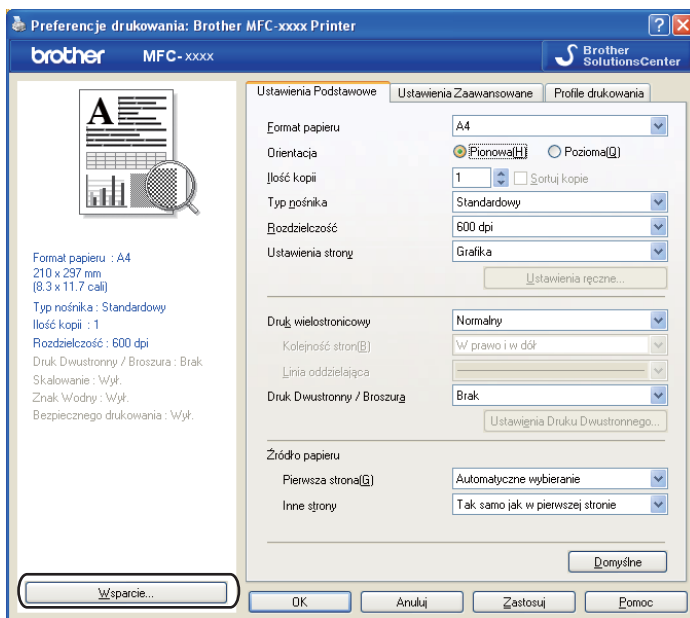 Preferencje drukowania: Brother MFC-xxxx Printer
brother MFC-xxxx
Brother
SolutionsCenter
A
Format papieru : A4
210 x 297 mm
(8.3 x 11.7 cali)
Typ nośnika : Standardowy
Ilość kopii : 1
Rozdzielczość : 600 dpi
Druk Dwustronny / Broszura : Brak
Skalowanie : Wył.
Znak Wodny : Wył.
Bezpiecznego drukowania : Wył.
Wsparcie...
Ustawienia Podstawowe Ustawienia Zaawansowane Profile drukowania
Format papieru A4
Orientacja Pionowa(H) Pozioma(Q)
Ilość kopii 1 Sortuj kopie
Typ nośnika Standardowy
Rozdzielczość 600 dpi
Ustawienia strony Grafika
Ustawienia ręczne...
Druk wielostronicowy Normalny
Kolejność stron(B) W prawo i w dół
Linia oddzielająca
Druk Dwustronny / Broszura Brak
Ustawienia Druku Dwustronnego...
Źródło papieru
Pierwsza strona(G) Automatyczne wybieranie
Inne strony Tak samo jak w pierwszej stronie
Domyślne
OK Anuluj Zastosuj Pomoc